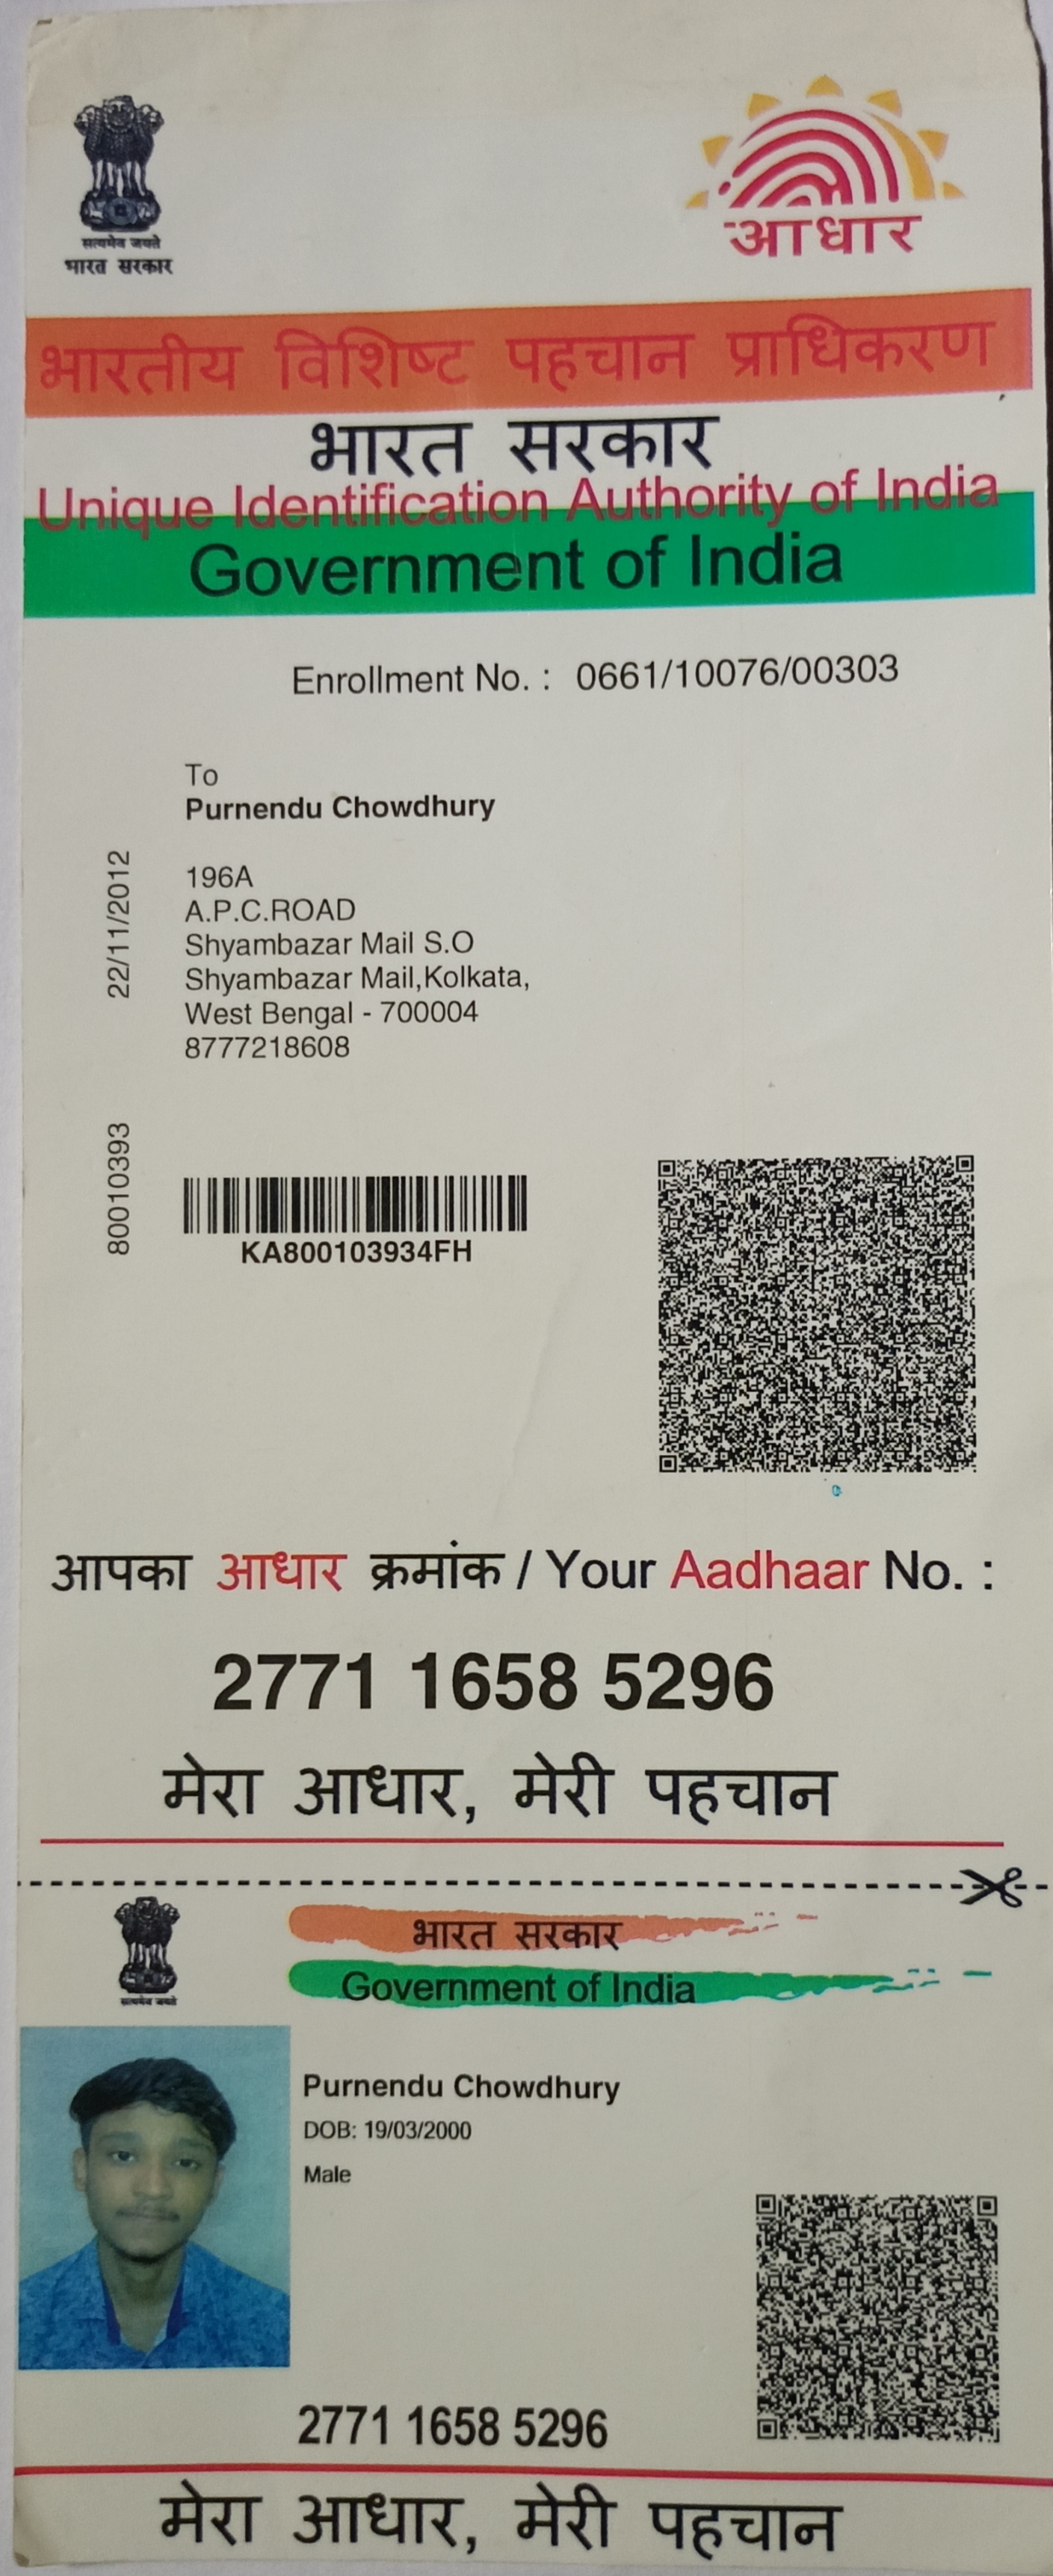 सत्यमेव जयते
भारत सरकार
आधार
भारतीय विशिष्ट पहचान प्राधिकरण
भारत सरकार
Unique Identification Authority of India
Government of India
Enrollment No. : 0661/10076/00303
To
Purnendu Chowdhury
196A
A.P.C.ROAD
Shyambazar Mail S.O
Shyambazar Mail,Kolkata,
West Bengal - 700004
8777218608
22/11/2012
80010393
KA800103934FH
आपका आधार क्रमांक / Your Aadhaar No. :
2771 1658 5296
मेरा आधार, मेरी पहचान
सत्यमेव जयते
भारत सरकार
Government of India
Purnendu Chowdhury
DOB: 19/03/2000
Male
2771 1658 5296
मेरा आधार, मेरी पहचान